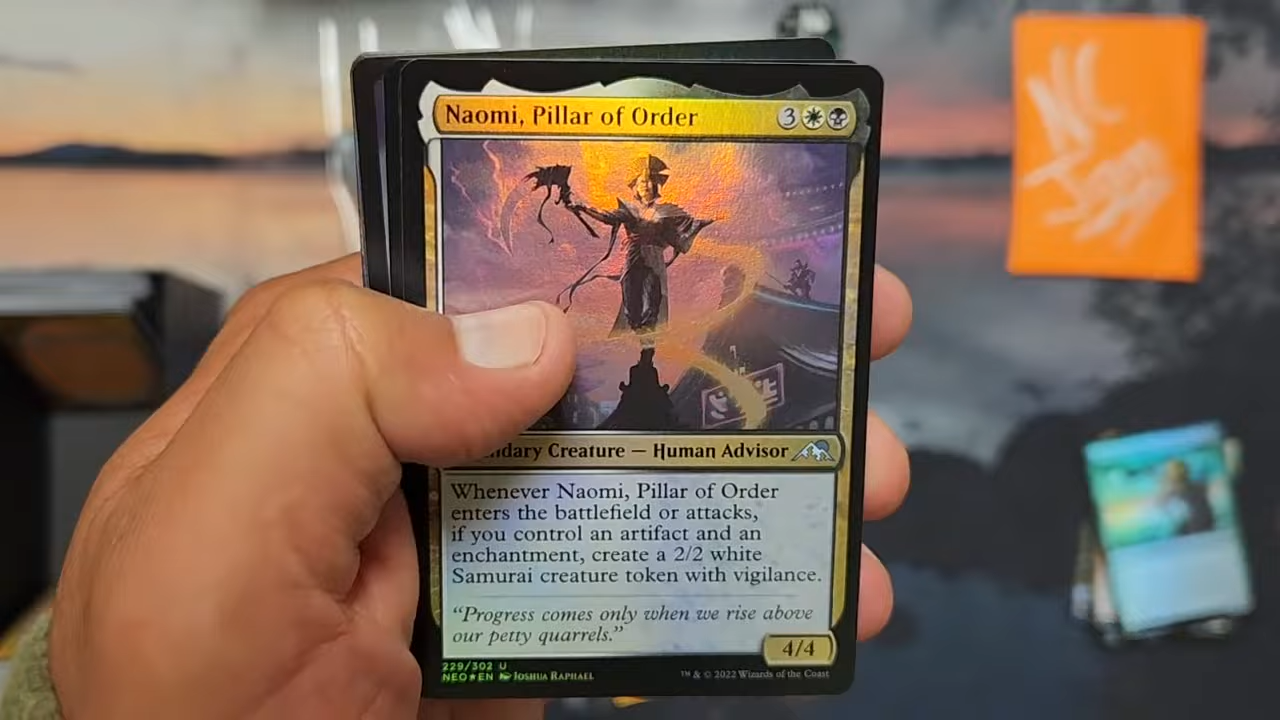 Naomi, Pillar of Order 3
ndary Creature — Human Advisor
Whenever Naomi, Pillar of Order
enters the battlefield or attacks,
if you control an artifact and an
enchantment, create a 2/2 white
Samurai creature token with vigilance.
“Progress comes only when we rise above
our petty quarrels.”
4/4
229/302 U
NEO★EN Joshua Raphael
™ & © 2022 Wizards of the Coast